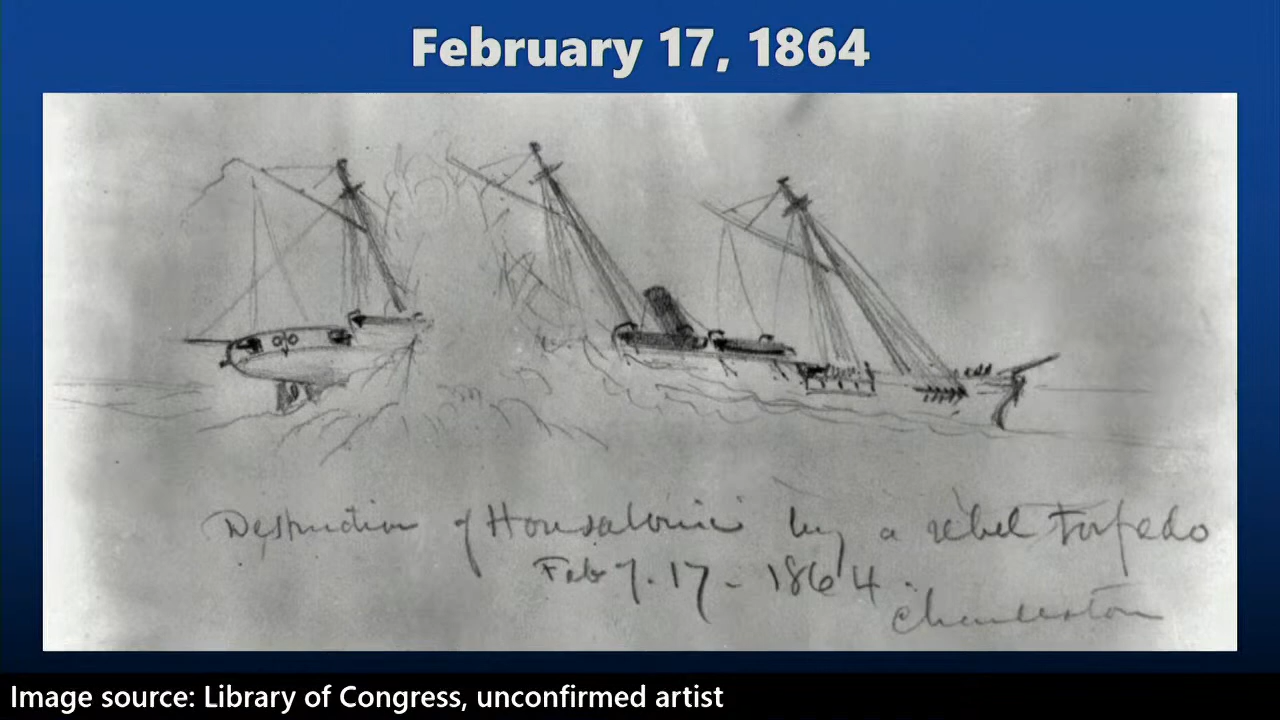 February 17, 1864
Destruction of Housatonic by a rebel torpedo
Feby. 17 - 1864.
Charleston
Image source: Library of Congress, unconfirmed artist